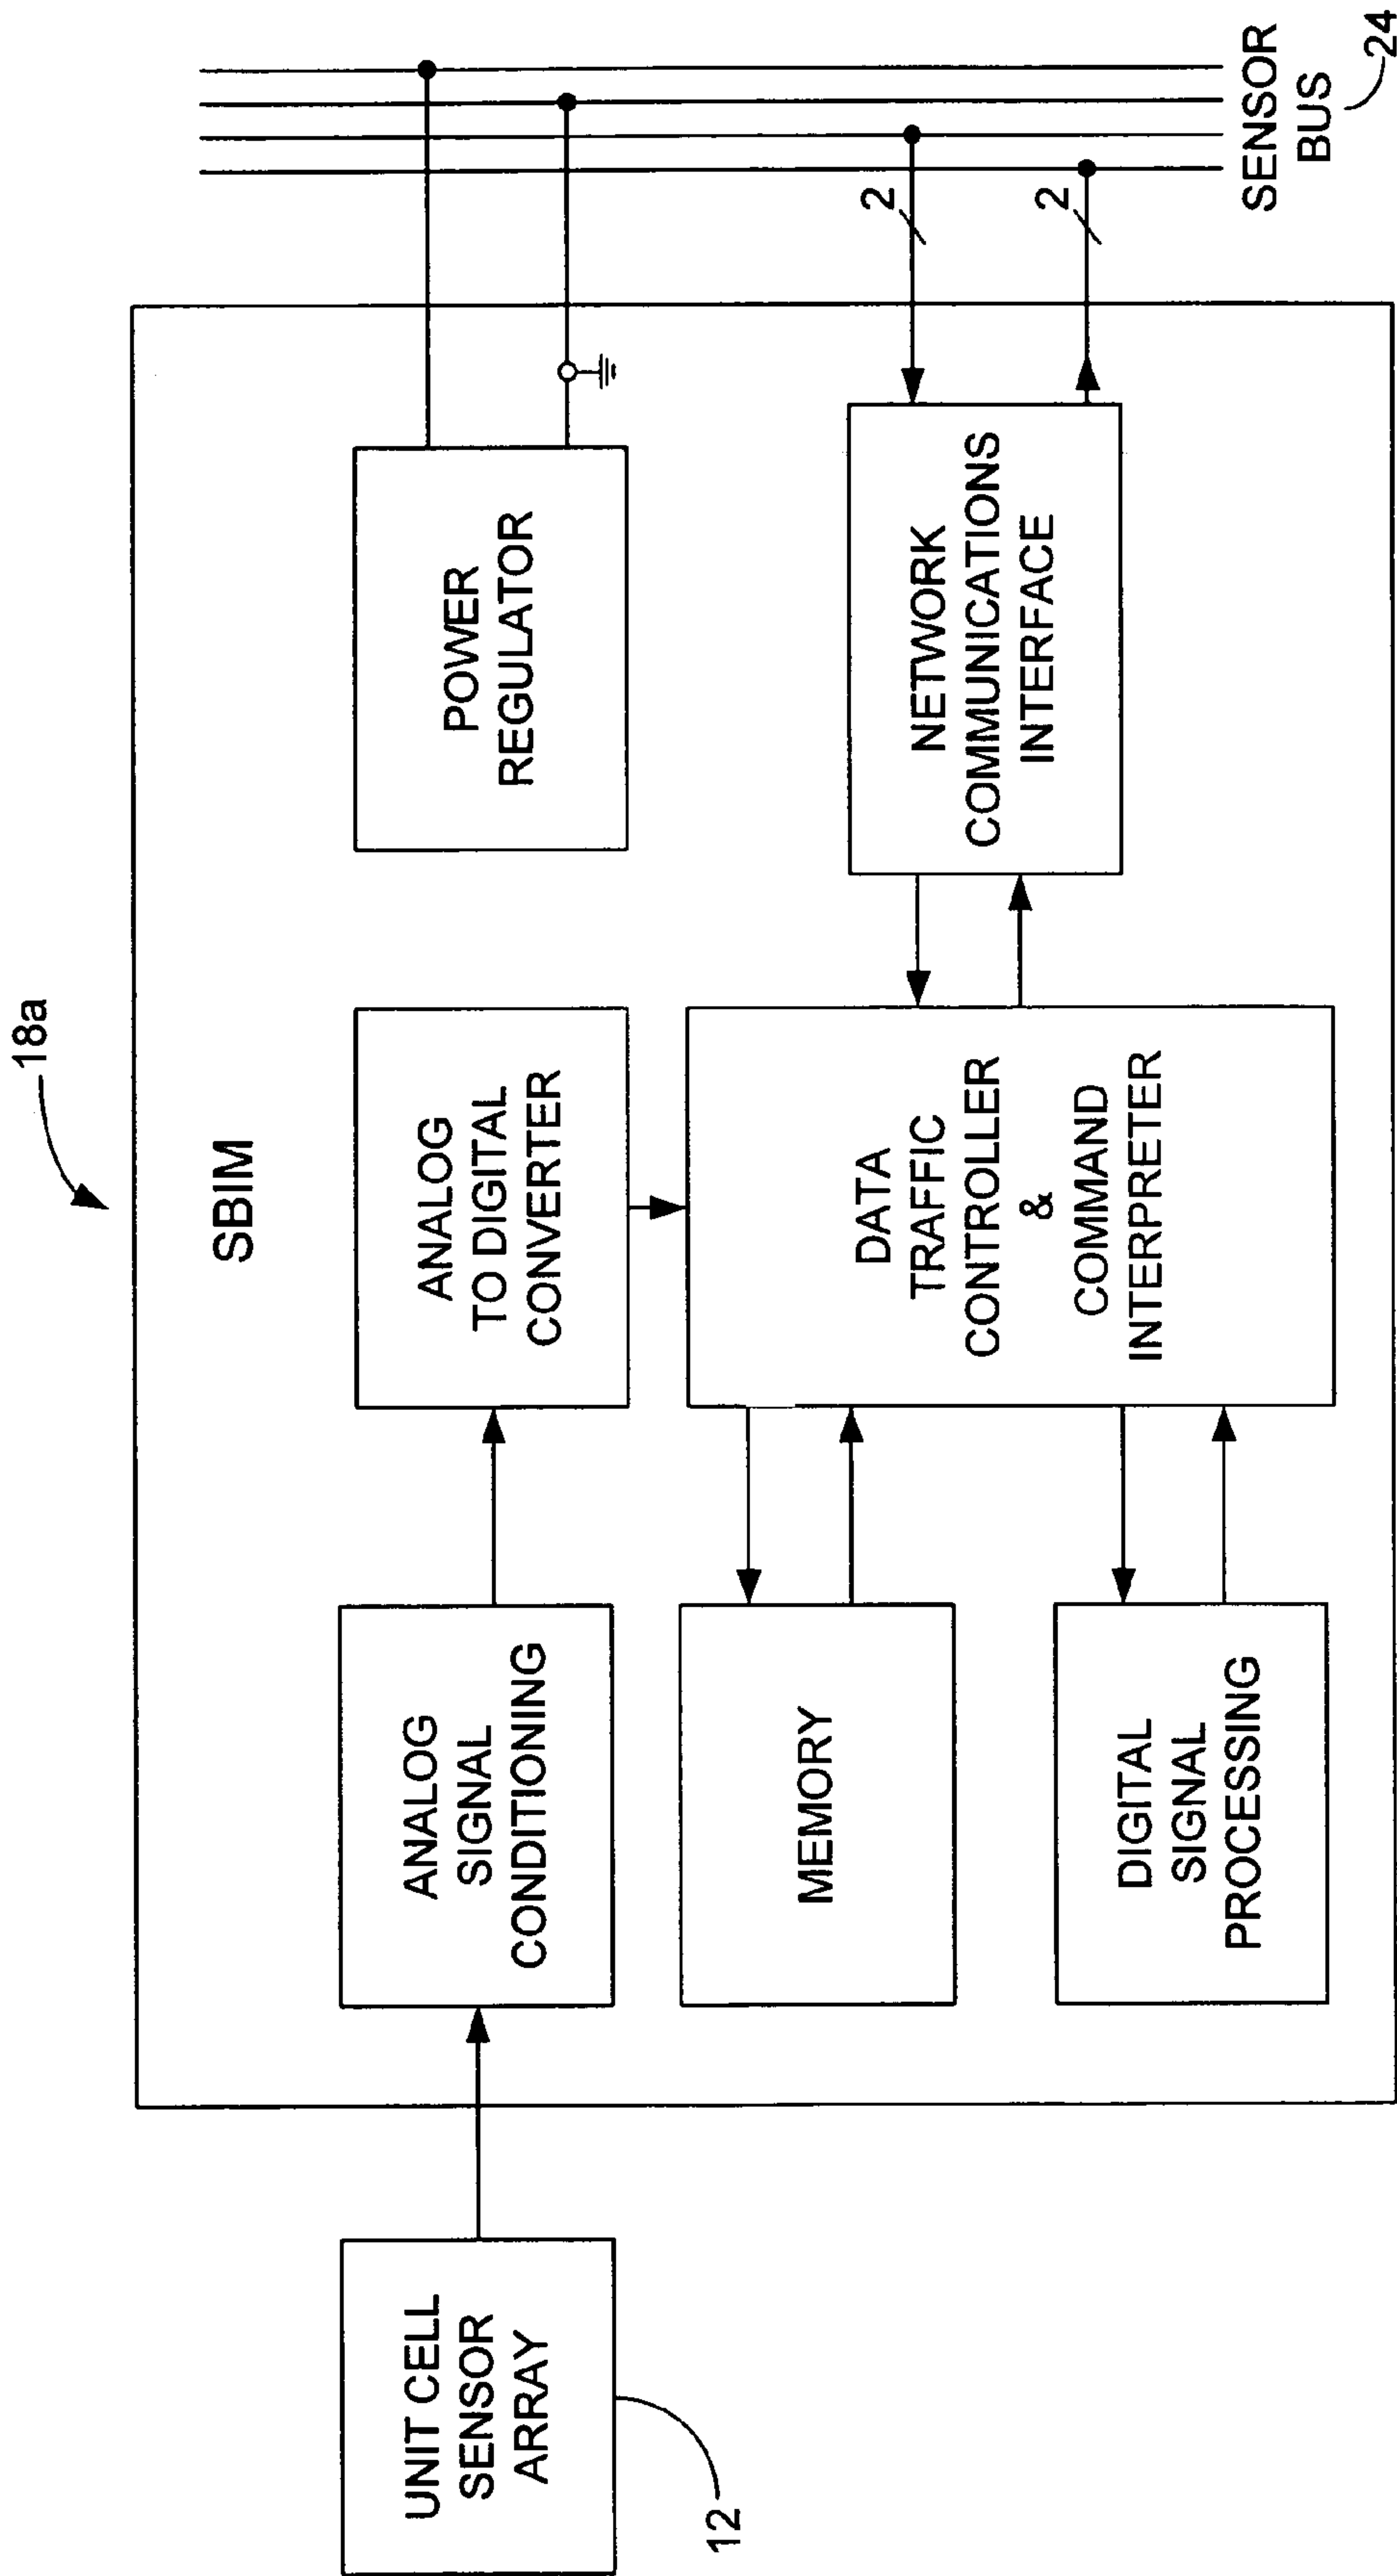 18a
SBIM
UNIT CELL
SENSOR
ARRAY
12
ANALOG
SIGNAL
CONDITIONING
ANALOG
TO DIGITAL
CONVERTER
POWER
REGULATOR
MEMORY
DIGITAL
SIGNAL
PROCESSING
DATA
TRAFFIC
CONTROLLER
&
COMMAND
INTERPRETER
NETWORK
COMMUNICATIONS
INTERFACE
2
2
SENSOR
BUS
24